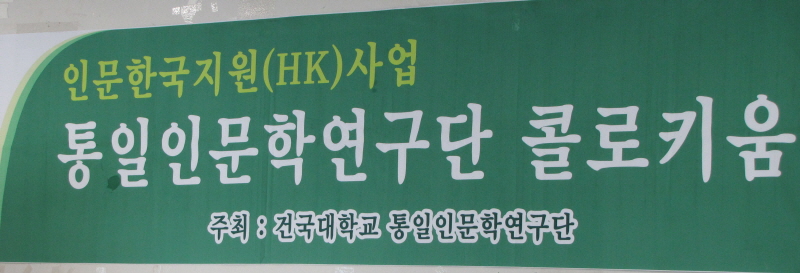 인문한국지원(HK)사업
통일인문학연구단 콜로키움
주최 : 건국대학교 통일인문학연구단